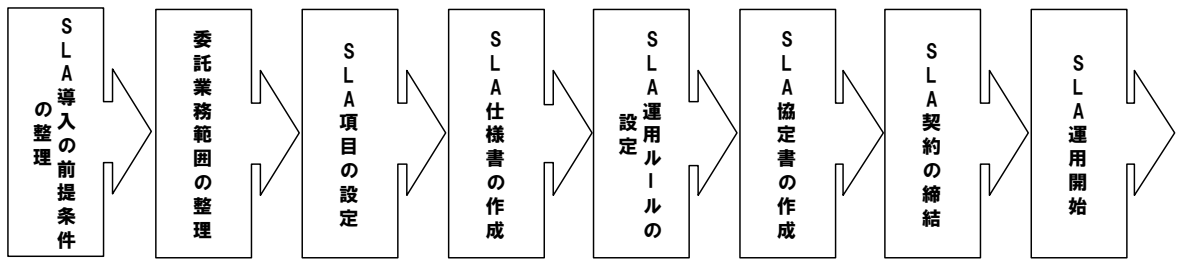 SLA導入の前提条件
の整理
委託業務範囲の整理
SLA項目の設定
SLA仕様書の作成
SLA運用ルールの
設定
SLA協定書の作成
SLA契約の締結
SLA運用開始